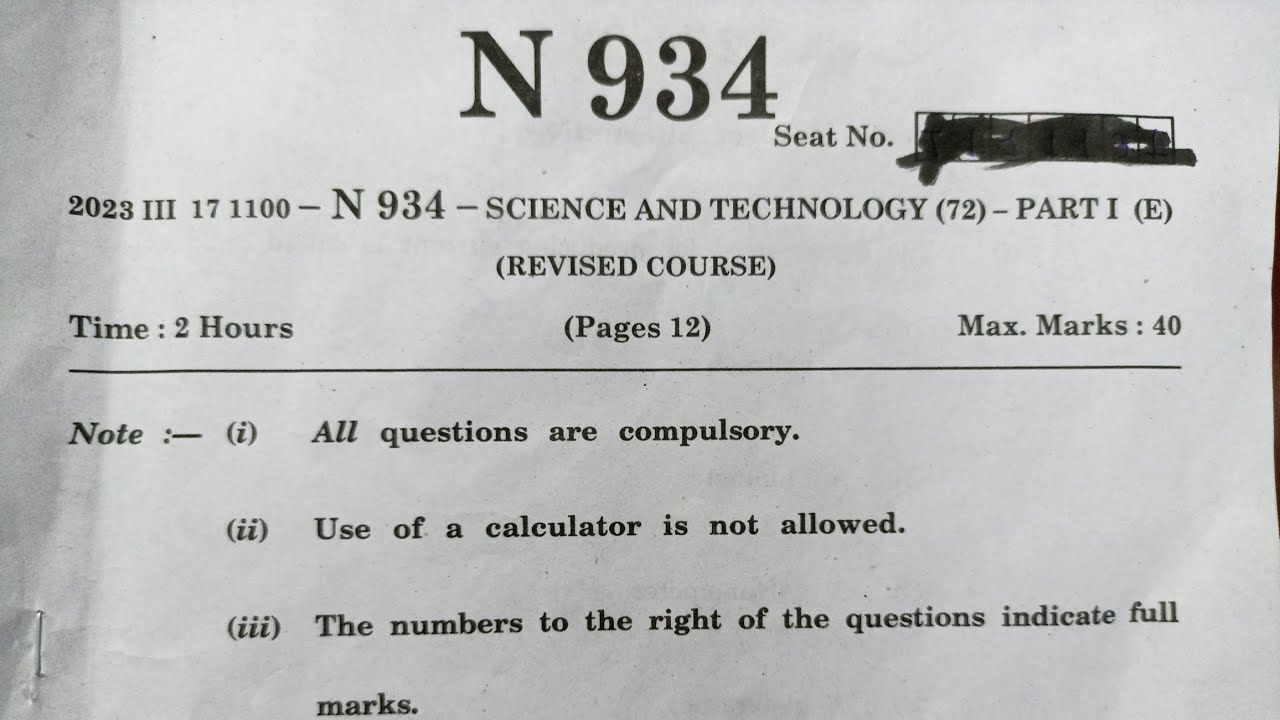 N 934
Seat No.
2023 III 17 1100 – N 934 – SCIENCE AND TECHNOLOGY (72) – PART I (E)
(REVISED COURSE)
Time : 2 Hours (Pages 12) Max. Marks : 40
Note :— (i) All questions are compulsory.
(ii) Use of a calculator is not allowed.
(iii) The numbers to the right of the questions indicate full
marks.